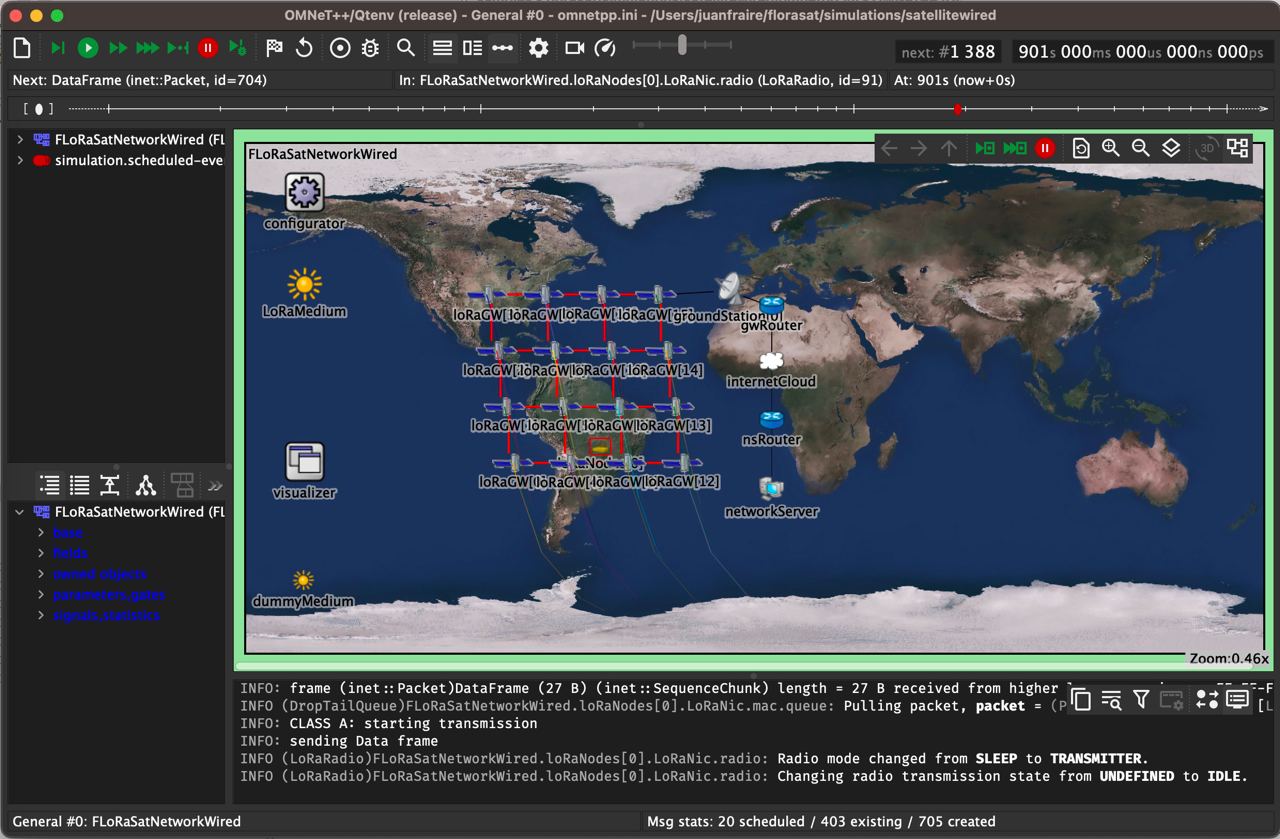 OMNeT++/Qtenv (release) - General #0 - omnetpp.ini - /Users/juanfraire/florasat/simulations/satellitewired
next: #1 388
901s 000ms 000us 000ns 000ps
Next: DataFrame (inet::Packet, id=704)
In: FLoRaSatNetworkWired.loraNodes[0].LoRaNic.radio (LoRaRadio, id=91)
At: 901s (now+0s)
FLoRaSatNetworkWired (FL
simulation.scheduled-eve
FLoRaSatNetworkWired
3D
configurator
LoRaMedium
loRaGW[
loRaGW[
loRaGW[
loRaGW[
groundStation[0]
gwRouter
loRaGW[
loRaGW[
loRaGW[
loRaGW[14]
internetCloud
loRaGW[
loRaGW[
loRaGW[
loRaGW[13]
nsRouter
loRaGW[
loRaGW[
loRaGW[
loRaGW[12]
visualizer
networkServer
dummyMedium
Zoom:0.46x
FLoRaSatNetworkWired (FL
base
fields
owned objects
parameters,gates
signals,statistics
INFO: frame (inet::Packet)DataFrame (27 B) (inet::SequenceChunk) length = 27 B received from higher
INFO (DropTailQueue)FLoRaSatNetworkWired.loraNodes[0].LoRaNic.mac.queue: Pulling packet, packet =
INFO: CLASS A: starting transmission
INFO: sending Data frame
INFO (LoRaRadio)FLoRaSatNetworkWired.loraNodes[0].LoRaNic.radio: Radio mode changed from SLEEP to TRANSMITTER.
INFO (LoRaRadio)FLoRaSatNetworkWired.loraNodes[0].LoRaNic.radio: Changing radio transmission state from UNDEFINED to IDLE.
General #0: FLoRaSatNetworkWired
Msg stats: 20 scheduled / 403 existing / 705 created